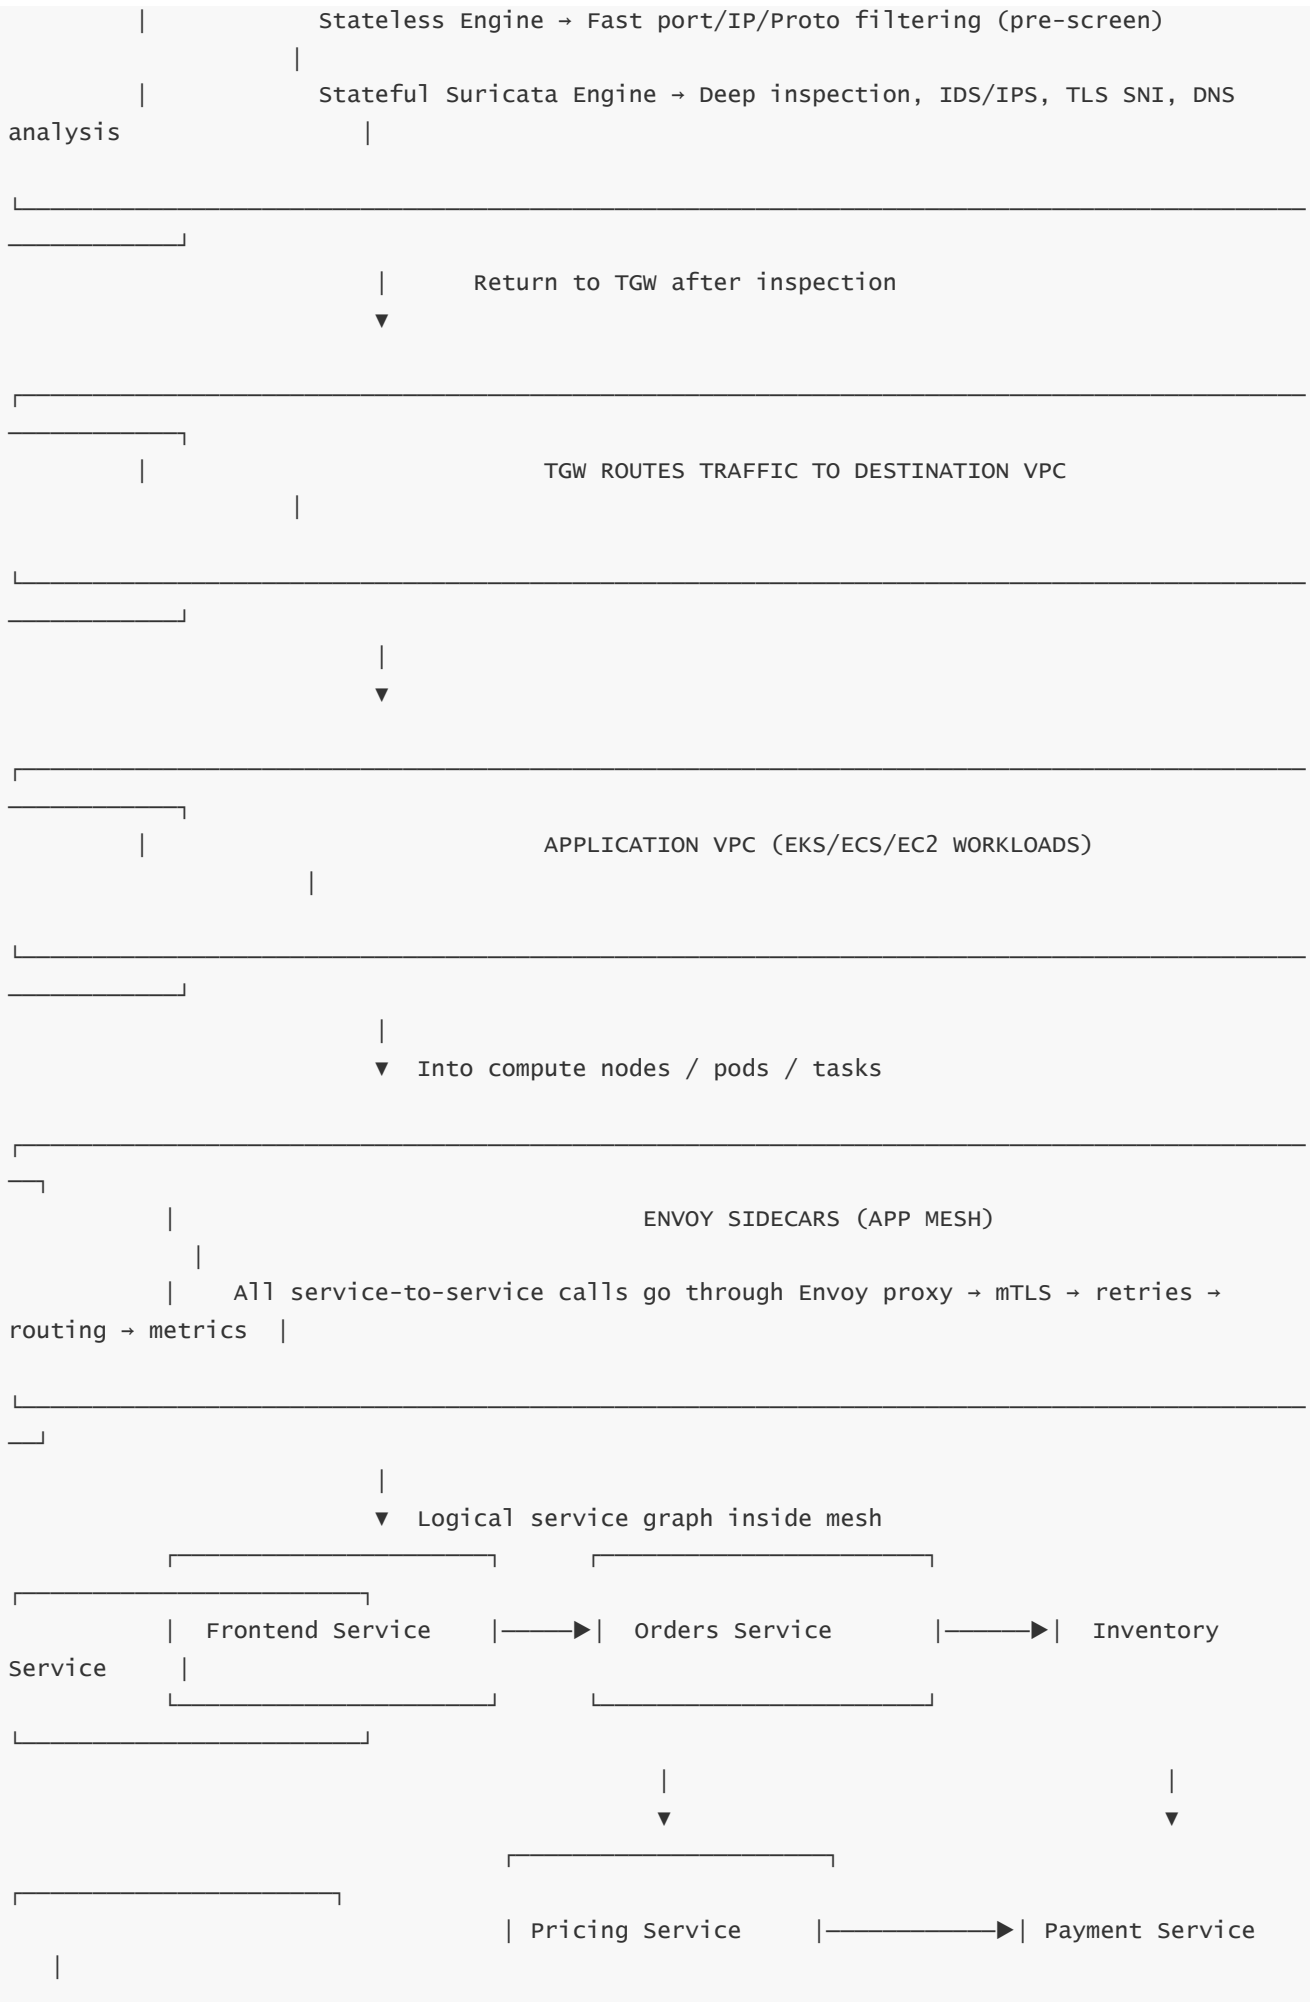 | Stateless Engine → Fast port/IP/Proto filtering (pre-screen)
|
| Stateful Suricata Engine → Deep inspection, IDS/IPS, TLS SNI, DNS
analysis |
| Return to TGW after inspection
▼
| TGW ROUTES TRAFFIC TO DESTINATION VPC
|
|
▼
| APPLICATION VPC (EKS/ECS/EC2 WORKLOADS)
|
|
▼ Into compute nodes / pods / tasks
| ENVOY SIDECARS (APP MESH)
|
| All service-to-service calls go through Envoy proxy → mTLS → retries →
routing → metrics |
|
▼ Logical service graph inside mesh
| Frontend Service |─────▶| Orders Service |──────▶| Inventory
Service |
| |
▼ ▼
| Pricing Service |────────────▶| Payment Service
|